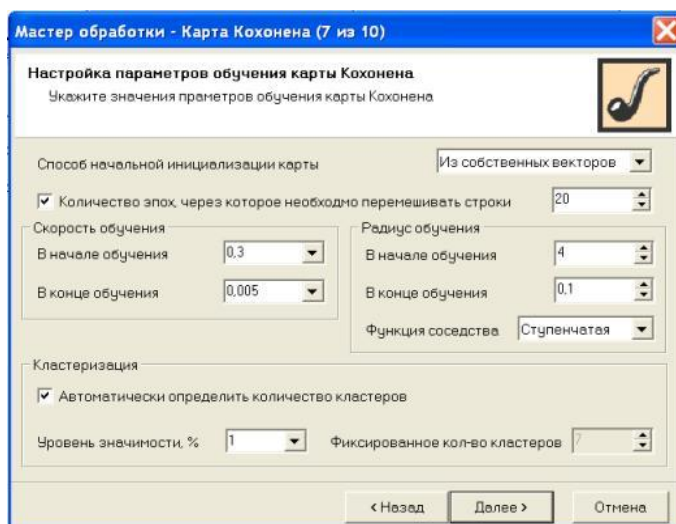 Мастер обработки - Карта Кохонена (7 из 10)
Настройка параметров обучения карты Кохонена
Укажите значения праметров обучения карты Кохонена
Способ начальной инициализации карты
Из собственных векторов
Количество эпох, через которое необходмо перемешивать строки
20
Скорость обучения
В начале обучения
0,3
В конце обучения
0,005
Радиус обучения
В начале обучения
4
В конце обучения
0,1
Функция соседства
Ступенчатая
Кластеризация
Автоматически определить количество кластеров
Уровень значимости, %
1
Фиксированное кол-во кластеров
7
< Назад
Далее >
Отмена